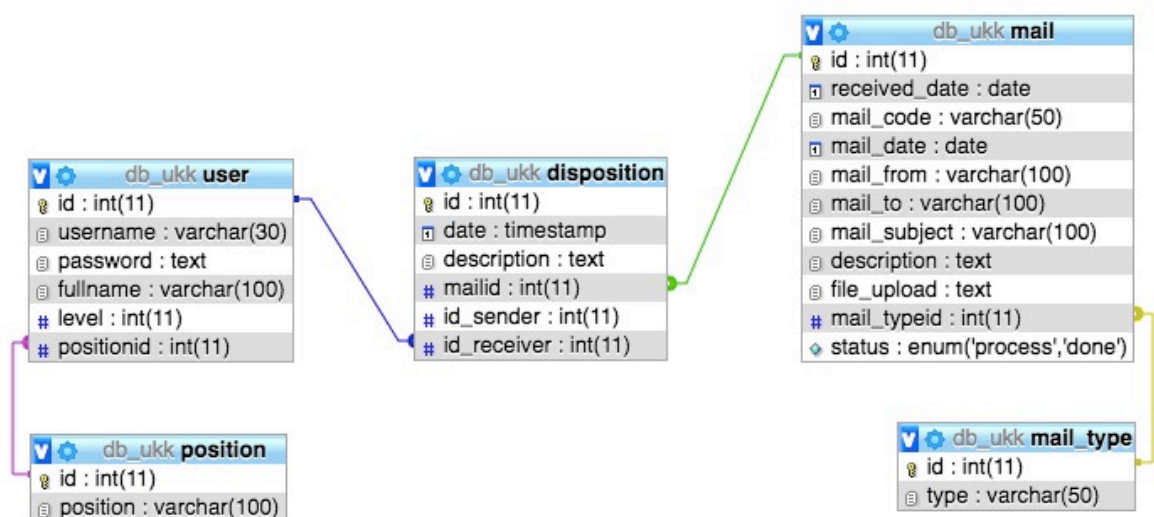 db_ukk user
id : int(11)
username : varchar(30)
password : text
fullname : varchar(100)
level : int(11)
positionid : int(11)
db_ukk position
id : int(11)
position : varchar(100)
db_ukk disposition
id : int(11)
date : timestamp
description : text
mailid : int(11)
id_sender : int(11)
id_receiver : int(11)
db_ukk mail
id : int(11)
received_date : date
mail_code : varchar(50)
mail_date : date
mail_from : varchar(100)
mail_to : varchar(100)
mail_subject : varchar(100)
description : text
file_upload : text
mail_typeid : int(11)
status : enum('process','done')
db_ukk mail_type
id : int(11)
type : varchar(50)